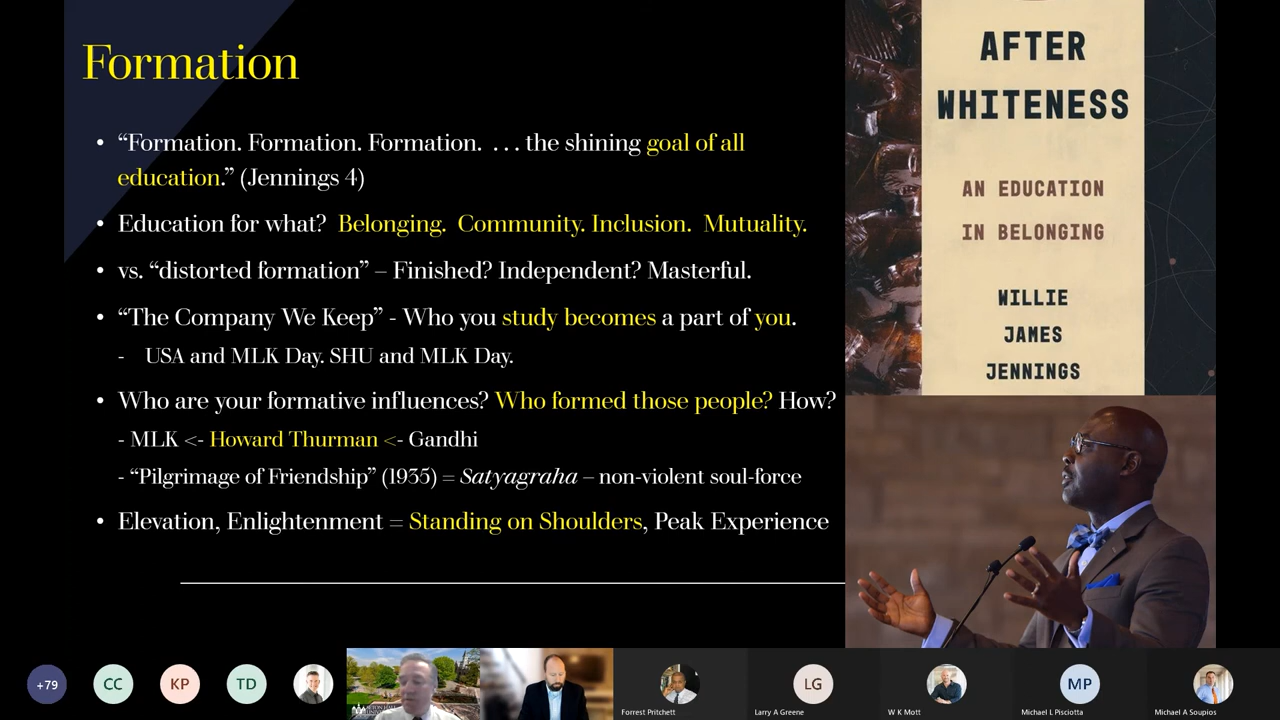 Formation
• “Formation. Formation. Formation. . . . the shining goal of all
education.” (Jennings 4)
• Education for what? Belonging. Community. Inclusion. Mutuality.
• vs. “distorted formation” – Finished? Independent? Masterful.
• “The Company We Keep” - Who you study becomes a part of you.
- USA and MLK Day. SHU and MLK Day.
• Who are your formative influences? Who formed those people? How?
- MLK <- Howard Thurman <- Gandhi
- “Pilgrimage of Friendship” (1935) = Satyagraha – non-violent soul-force
• Elevation, Enlightenment = Standing on Shoulders, Peak Experience
AFTER
WHITENESS
AN EDUCATION
IN BELONGING
WILLIE
JAMES
JENNINGS
+79
CC
KP
TD
Forrest Pritchett
LG
Larry A Greene
W K Mott
MP
Michael L Pisciotta
Michael A Soupios